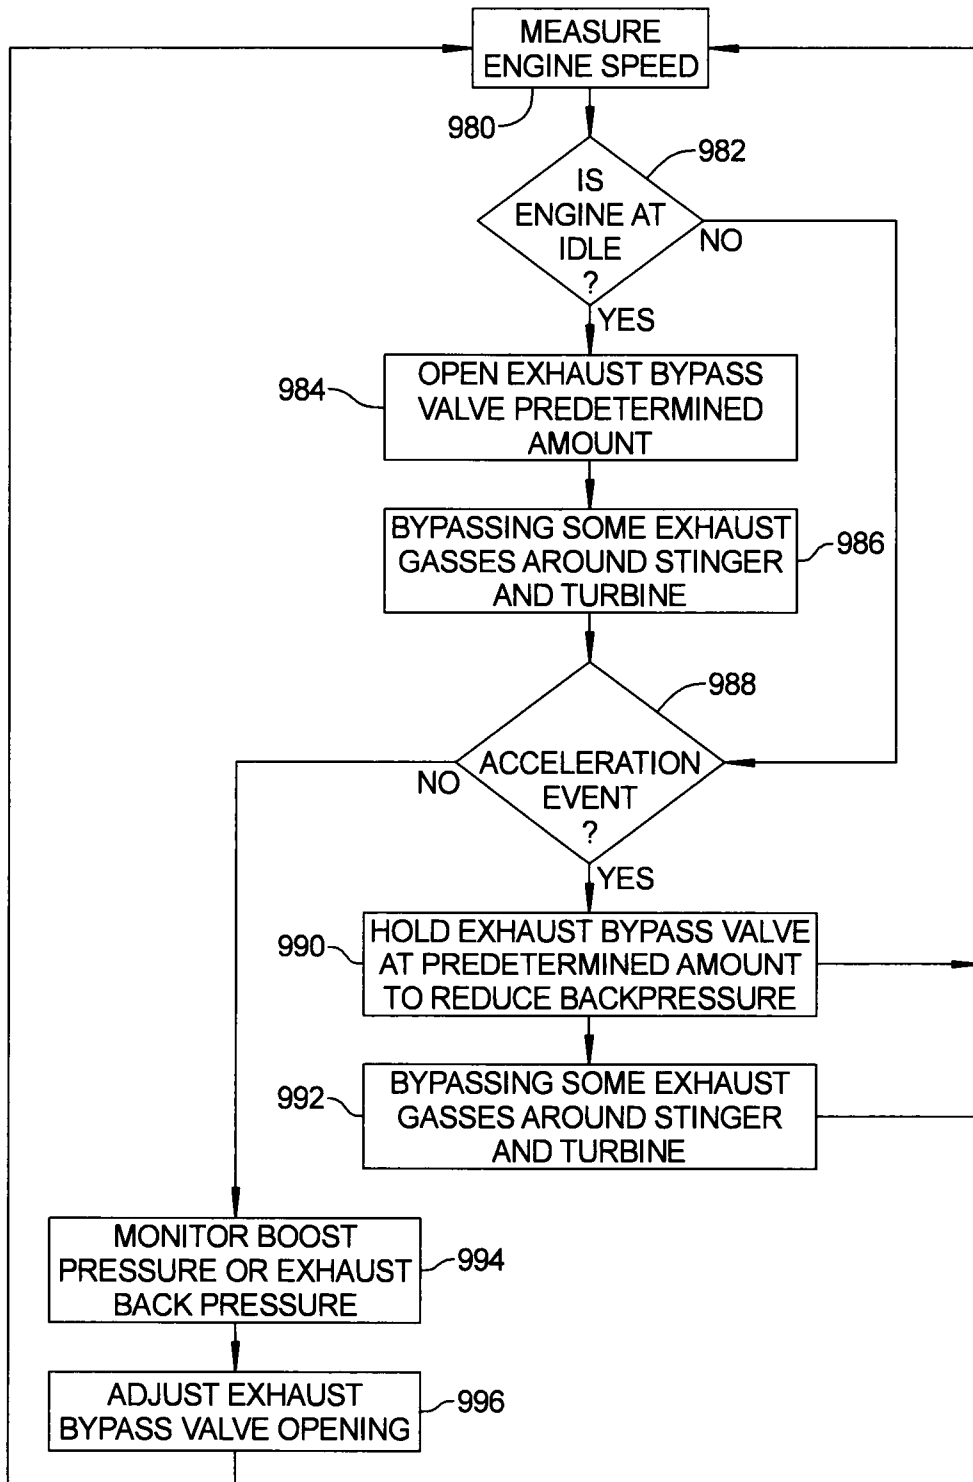 MEASURE
ENGINE SPEED
980
982
IS
ENGINE AT
IDLE
?
NO
YES
984
OPEN EXHAUST BYPASS
VALVE PREDETERMINED
AMOUNT
BYPASSING SOME EXHAUST
GASSES AROUND STINGER
AND TURBINE
986
988
ACCELERATION
EVENT
?
NO
YES
990
HOLD EXHAUST BYPASS VALVE
AT PREDETERMINED AMOUNT
TO REDUCE BACKPRESSURE
992
BYPASSING SOME EXHAUST
GASSES AROUND STINGER
AND TURBINE
MONITOR BOOST
PRESSURE OR EXHAUST
BACK PRESSURE
994
ADJUST EXHAUST
BYPASS VALVE OPENING
996